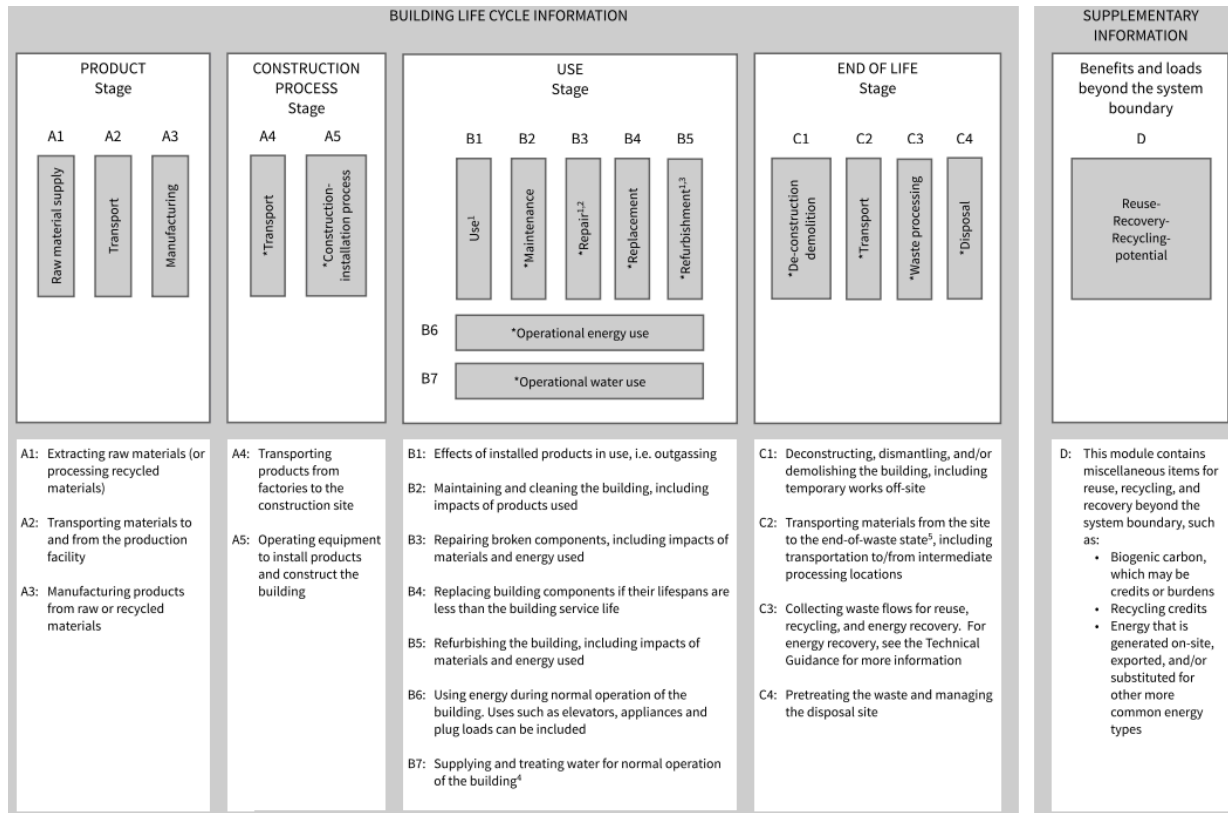 BUILDING LIFE CYCLE INFORMATION
PRODUCT
Stage
A1
A2
A3
Raw material supply
Transport
Manufacturing
CONSTRUCTION
PROCESS
Stage
A4
A5
*Transport
*Construction-
installation process
USE
Stage
B1
B2
B3
B4
B5
Use¹
*Maintenance
*Repair¹,²
*Replacement
*Refurbishment¹,³
B6
*Operational energy use
B7
*Operational water use
END OF LIFE
Stage
C1
C2
C3
C4
*De-construction
demolition
*Transport
*Waste processing
*Disposal
SUPPLEMENTARY
INFORMATION
Benefits and loads
beyond the system
boundary
D
Reuse-
Recovery-
Recycling-
potential
A1: Extracting raw materials (or
processing recycled
materials)
A2: Transporting materials to
and from the production
facility
A3: Manufacturing products
from raw or recycled
materials
A4: Transporting
products from
factories to the
construction site
A5: Operating equipment
to install products
and construct the
building
B1: Effects of installed products in use, i.e. outgassing
B2: Maintaining and cleaning the building, including
impacts of products used
B3: Repairing broken components, including impacts of
materials and energy used
B4: Replacing building components if their lifespans are
less than the building service life
B5: Refurbishing the building, including impacts of
materials and energy used
B6: Using energy during normal operation of the
building. Uses such as elevators, appliances and
plug loads can be included
B7: Supplying and treating water for normal operation
of the building⁴
C1: Deconstructing, dismantling, and/or
demolishing the building, including
temporary works off-site
C2: Transporting materials from the site
to the end-of-waste state⁵, including
transportation to/from intermediate
processing locations
C3: Collecting waste flows for reuse,
recycling, and energy recovery. For
energy recovery, see the Technical
Guidance for more information
C4: Pretreating the waste and managing
the disposal site
D: This module contains
miscellaneous items for
reuse, recycling, and
recovery beyond the
system boundary, such
as:
• Biogenic carbon,
which may be
credits or burdens
• Recycling credits
• Energy that is
generated on-site,
exported, and/or
substituted for
other more
common energy
types